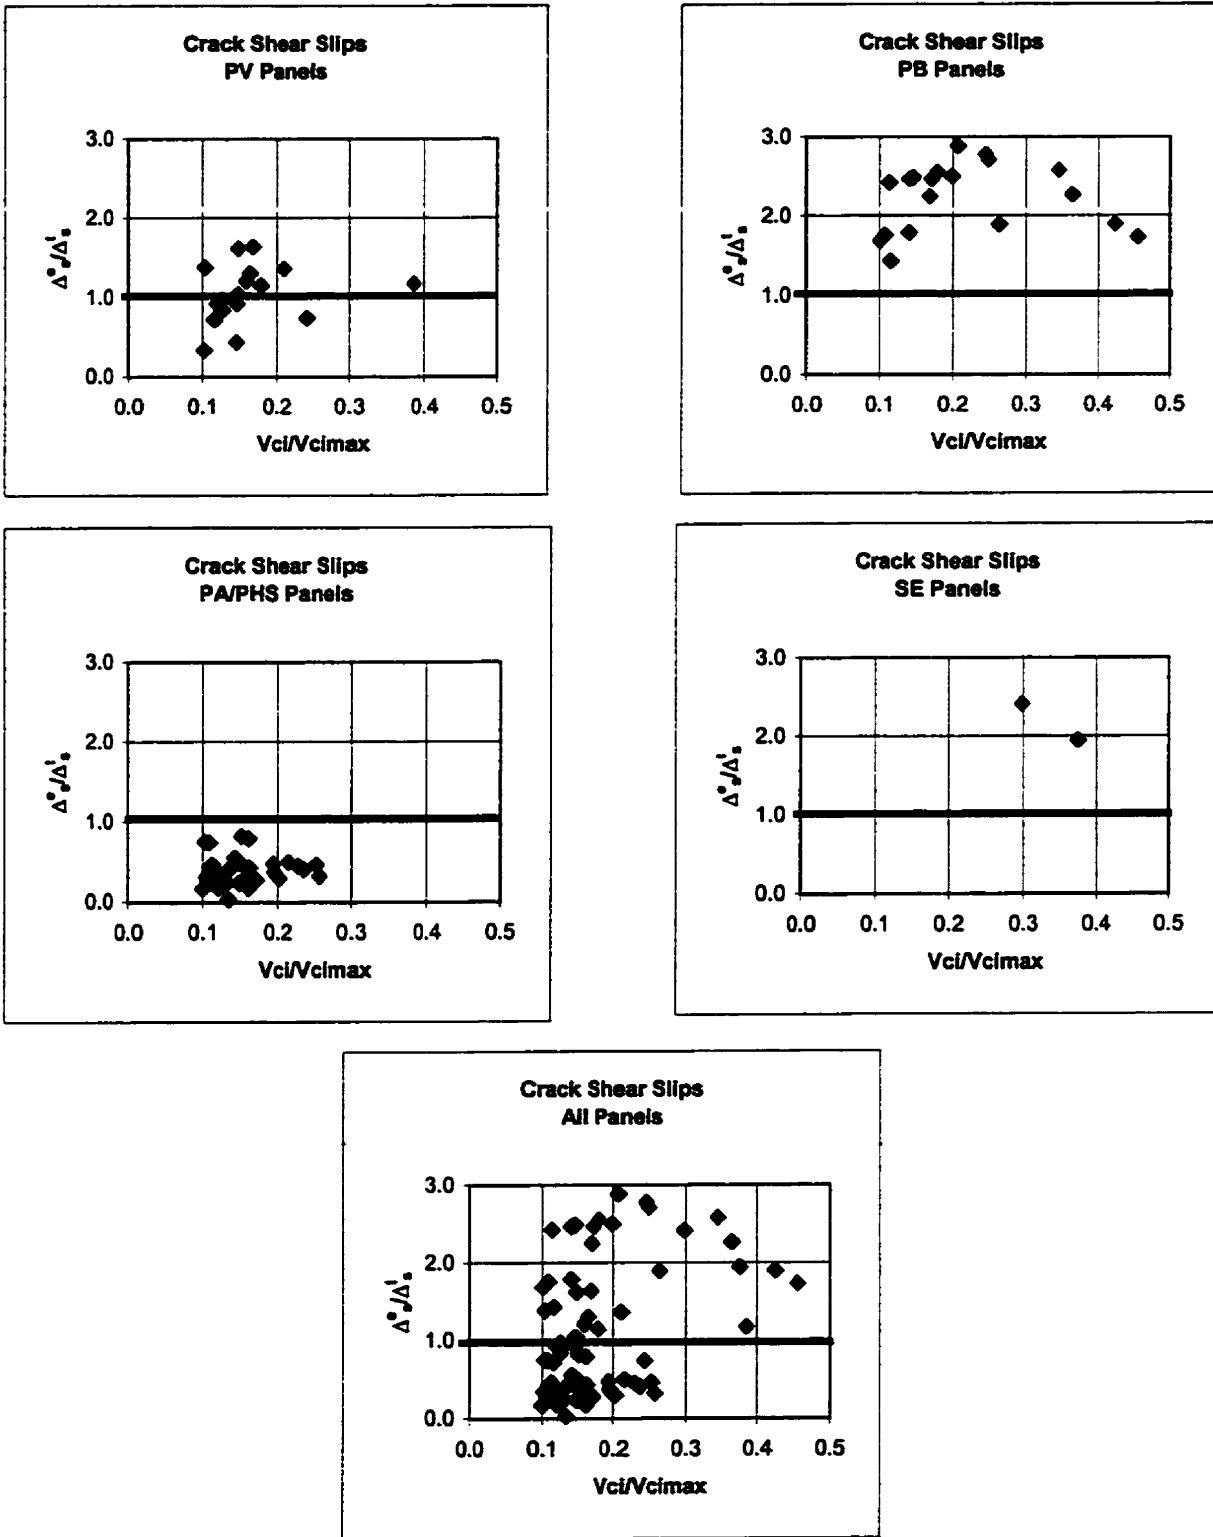 Crack Shear Slips
PV Panels
3.0
2.0
1.0
0.0
0.0 0.1 0.2 0.3 0.4 0.5
Δᵉₛ/Δᵗₛ
Vci/Vcimax
Crack Shear Slips
PB Panels
3.0
2.0
1.0
0.0
0.0 0.1 0.2 0.3 0.4 0.5
Δᵉₛ/Δᵗₛ
Vci/Vcimax
Crack Shear Slips
PA/PHS Panels
3.0
2.0
1.0
0.0
0.0 0.1 0.2 0.3 0.4 0.5
Δᵉₛ/Δᵗₛ
Vci/Vcimax
Crack Shear Slips
SE Panels
3.0
2.0
1.0
0.0
0.0 0.1 0.2 0.3 0.4 0.5
Δᵉₛ/Δᵗₛ
Vci/Vcimax
Crack Shear Slips
All Panels
3.0
2.0
1.0
0.0
0.0 0.1 0.2 0.3 0.4 0.5
Δᵉₛ/Δᵗₛ
Vci/Vcimax